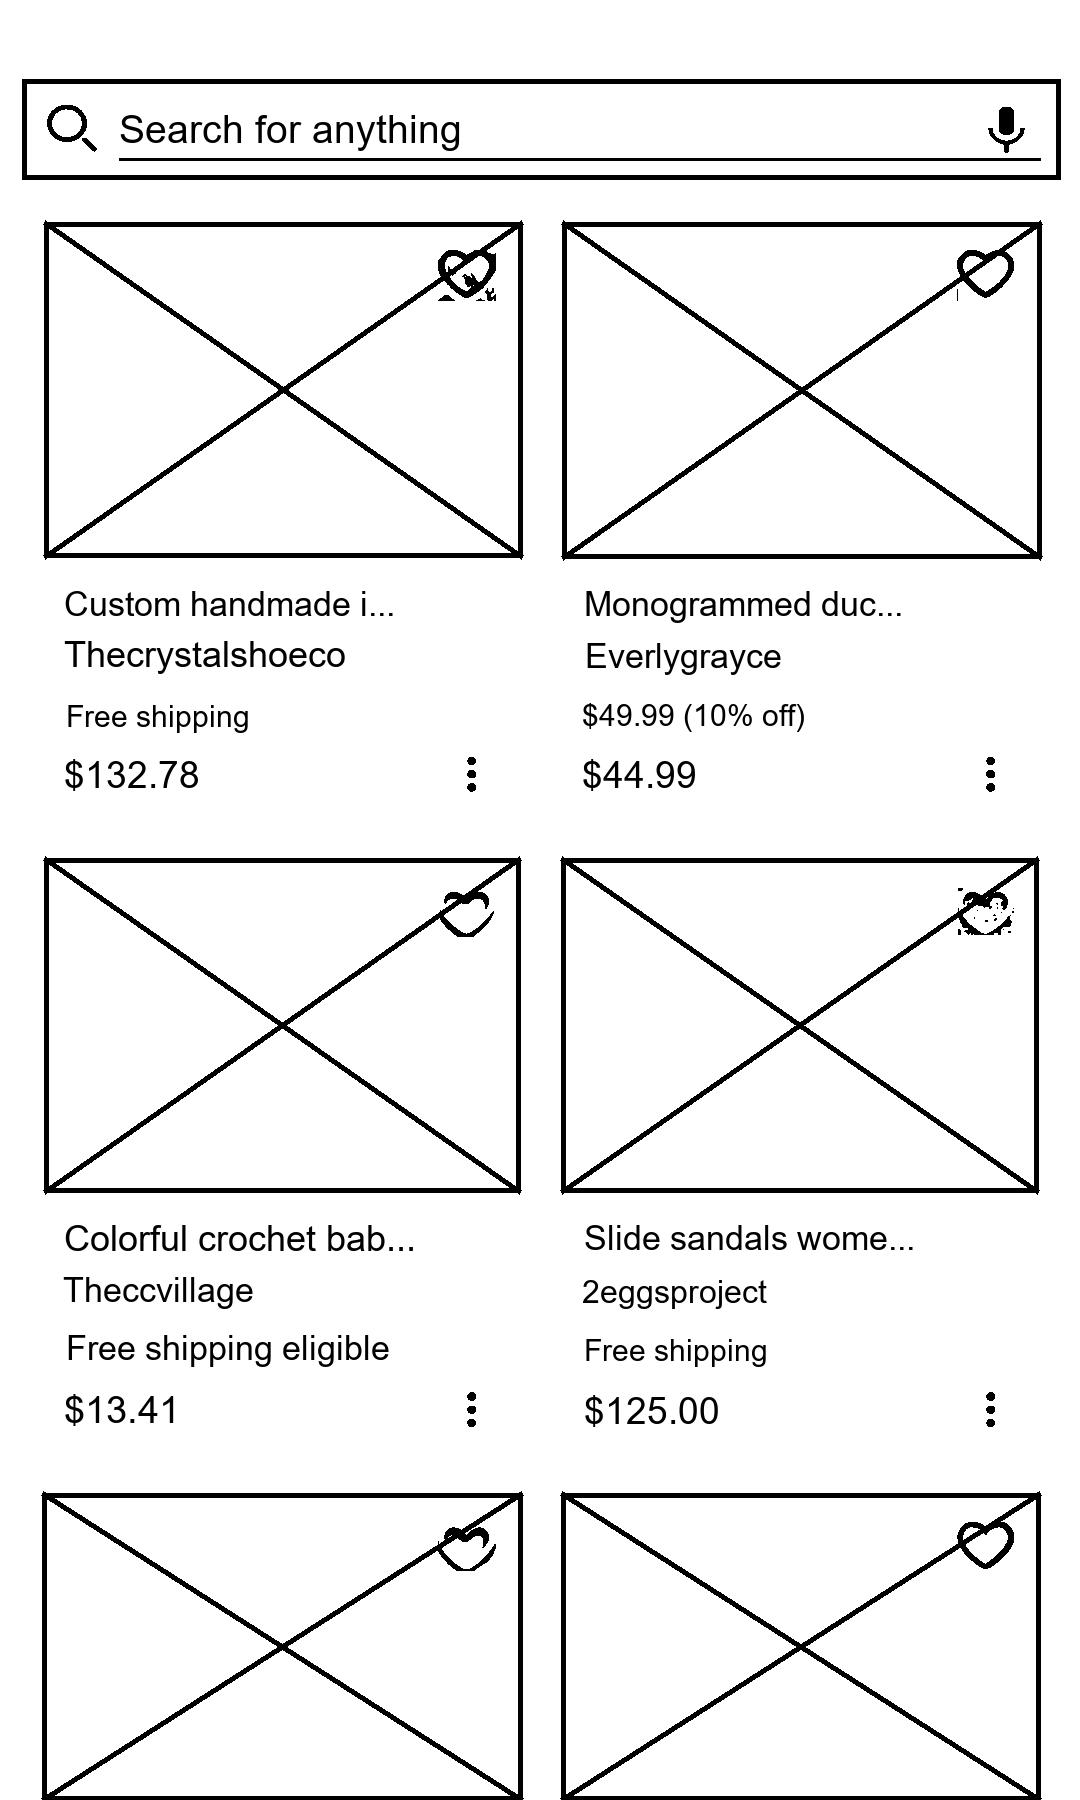 Search for anything
Custom handmade i...
Thecrystalshoeco
Free shipping
$132.78
Monogrammed duc...
Everlygrayce
$49.99 (10% off)
$44.99
Colorful crochet bab...
Theccvillage
Free shipping eligible
$13.41
Slide sandals wome...
2eggsproject
Free shipping
$125.00